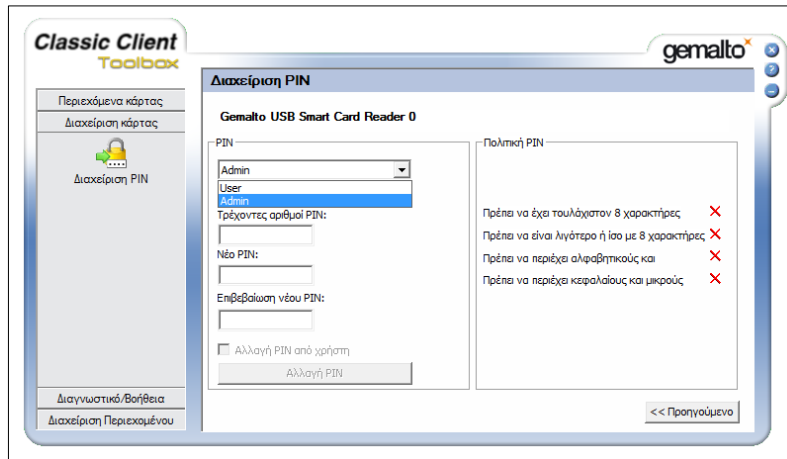 Classic Client
Toolbox
gemalto
Διαχείριση PIN
Περιεχόμενα κάρτας
Διαχείριση κάρτας
Διαχείριση PIN
Διαγνωστικό/Βοήθεια
Διαχείριση Περιεχομένου
Gemalto USB Smart Card Reader 0
PIN
Admin
User
Admin
Τρέχοντες αριθμοί PIN:
Νέο PIN:
Επιβεβαίωση νέου PIN:
Αλλαγή PIN από χρήστη
Αλλαγή PIN
Πολιτική PIN
Πρέπει να έχει τουλάχιστον 8 χαρακτήρες
Πρέπει να είναι λιγότερο ή ίσο με 8 χαρακτήρες
Πρέπει να περιέχει αλφαβητικούς και
Πρέπει να περιέχει κεφαλαίους και μικρούς
<< Προηγούμενο